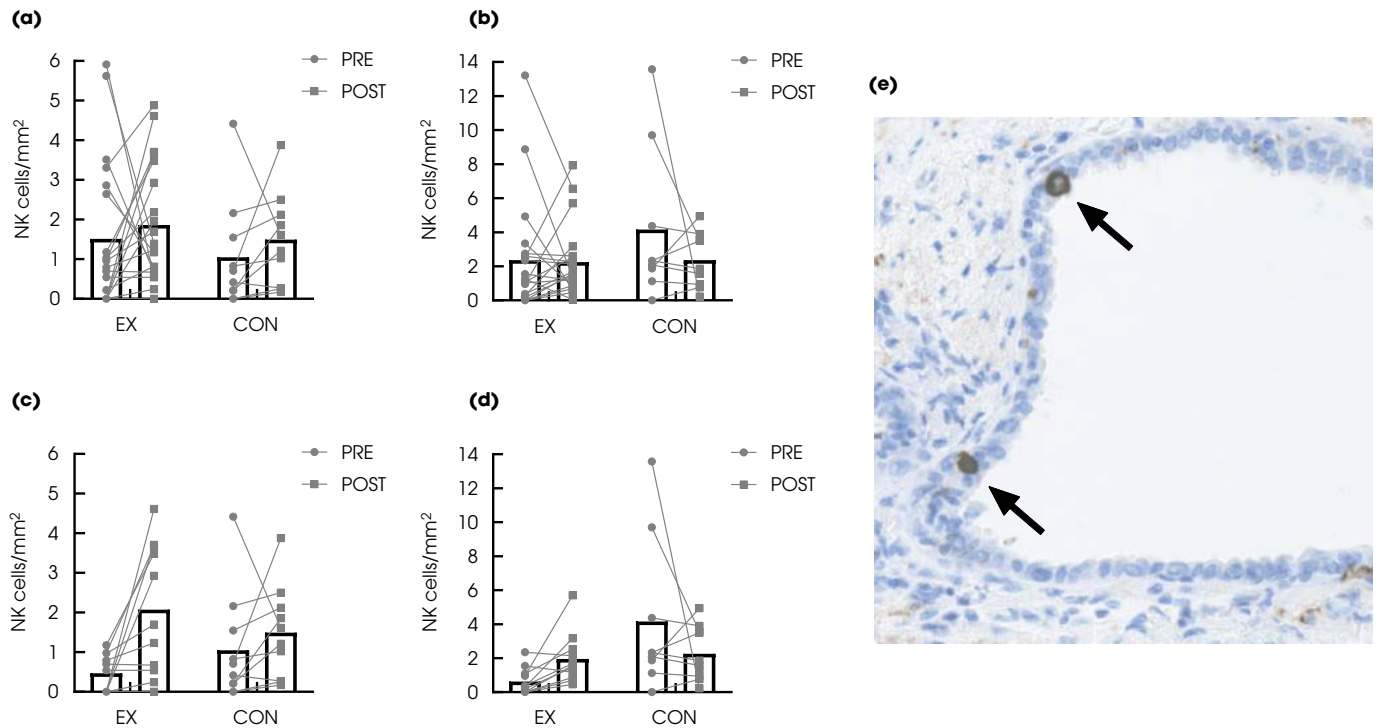 (a)
PRE
POST
NK cells/mm²
6
5
4
3
2
1
0
EX
CON
(b)
PRE
POST
NK cells/mm²
14
12
10
8
6
4
2
0
EX
CON
(c)
PRE
POST
NK cells/mm²
6
5
4
3
2
1
0
EX
CON
(d)
PRE
POST
NK cells/mm²
14
12
10
8
6
4
2
0
EX
CON
(e)